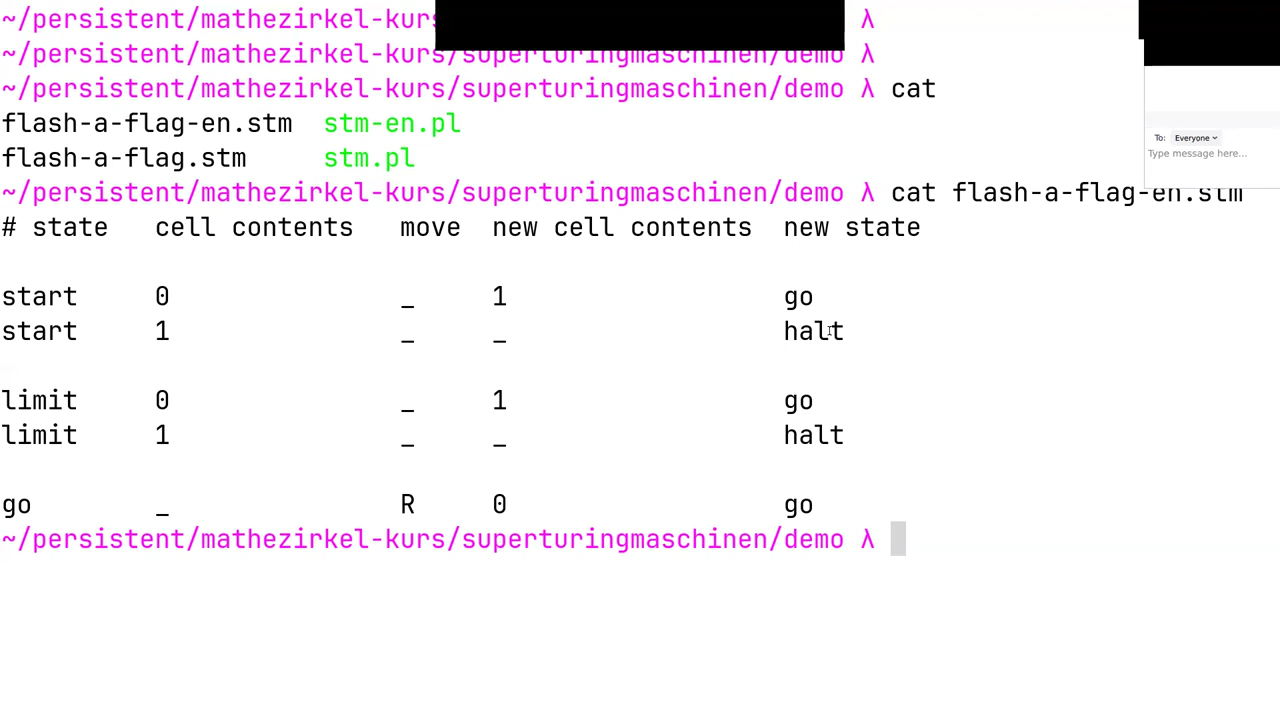 ~/persistent/mathezirkel-kurs λ
~/persistent/mathezirkel-kurs/superturingmaschinen/demo λ
~/persistent/mathezirkel-kurs/superturingmaschinen/demo λ cat
flash-a-flag-en.stm stm-en.pl
flash-a-flag.stm stm.pl
~/persistent/mathezirkel-kurs/superturingmaschinen/demo λ cat flash-a-flag-en.stm
# state cell contents move new cell contents new state
start 0 _ 1 go
start 1 _ _ halt
limit 0 _ 1 go
limit 1 _ _ halt
go _ R 0 go
~/persistent/mathezirkel-kurs/superturingmaschinen/demo λ
To: Everyone
Type message here...